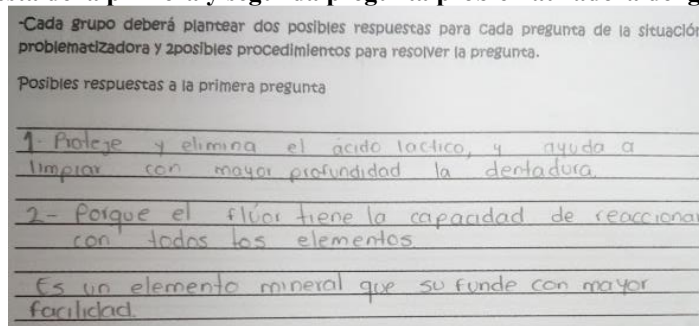 -Cada grupo deberá plantear dos posibles respuestas para cada pregunta de la situación
problematizadora y 2posibles procedimientos para resolver la pregunta.
Posibles respuestas a la primera pregunta
1- Proteje y elimina el ácido lactico, y ayuda a
limpiar con mayor profundidad la dentadura.
2- Porque el flúor tiene la capacidad de reaccionar
con todos los elementos
Es un elemento mineral que su funde con mayor
facilidad.